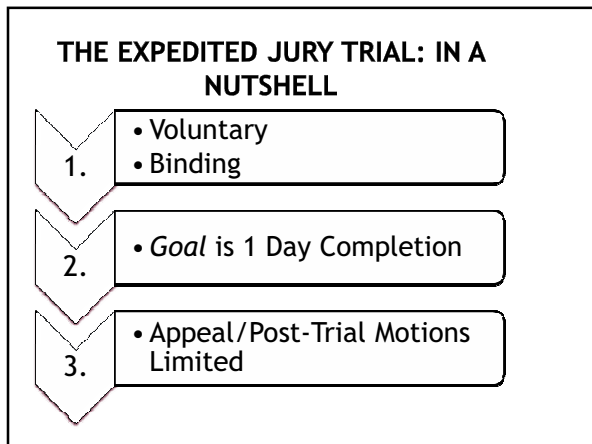 THE EXPEDITED JURY TRIAL: IN A
NUTSHELL
1.
• Voluntary
• Binding
2.
• Goal is 1 Day Completion
3.
• Appeal/Post-Trial Motions
Limited